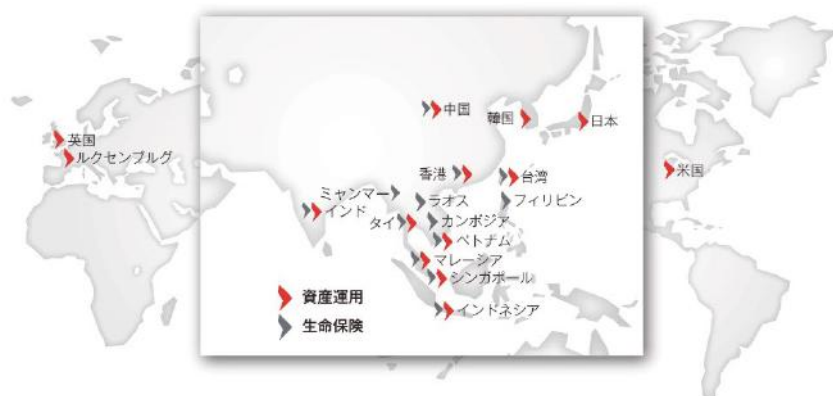 中国
韓国
日本
英国
ルクセンブルグ
香港
台湾
米国
ミャンマー
ラオス
フィリピン
インド
タイ
カンボジア
ベトナム
マレーシア
シンガポール
インドネシア
資産運用
生命保険